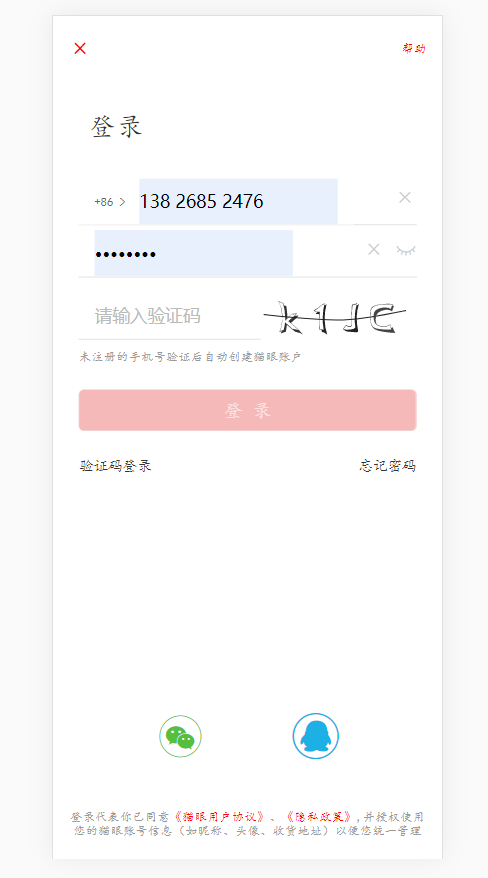 帮助
登录
+86
138 2685 2476
••••••••
请输入验证码
k1JC
未注册的手机号验证后自动创建猫眼账户
登 录
验证码登录
忘记密码
登录代表你已同意《猫眼用户协议》、《隐私政策》,并授权使用
您的猫眼账号信息（如昵称、头像、收货地址）以便您统一管理